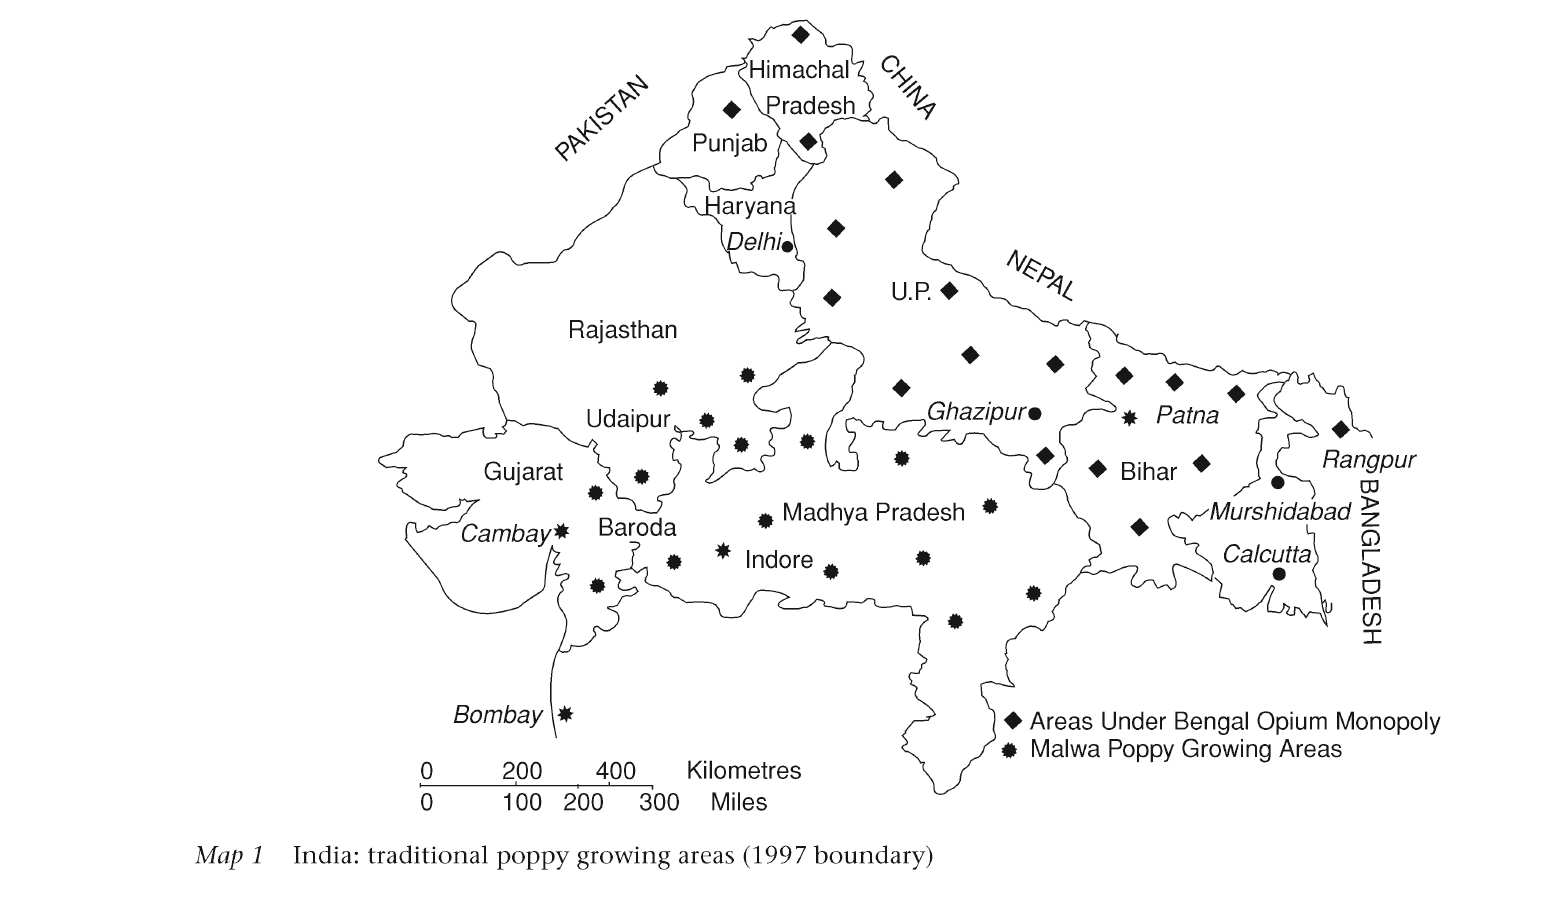 CHINA
Himachal
Pradesh
PAKISTAN
Punjab
Haryana
Delhi
NEPAL
U.P.
Rajasthan
Udaipur
Ghazipur
Patna
Rangpur
Gujarat
Bihar
BANGLADESH
Murshidabad
Madhya Pradesh
Cambay
Baroda
Indore
Calcutta
Bombay
Areas Under Bengal Opium Monopoly
Malwa Poppy Growing Areas
0 200 400 Kilometres
0 100 200 300 Miles
Map 1 India: traditional poppy growing areas (1997 boundary)